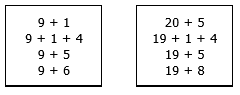 9 + 1
9 + 1 + 4
9 + 5
9 + 6
20 + 5
19 + 1 + 4
19 + 5
19 + 8